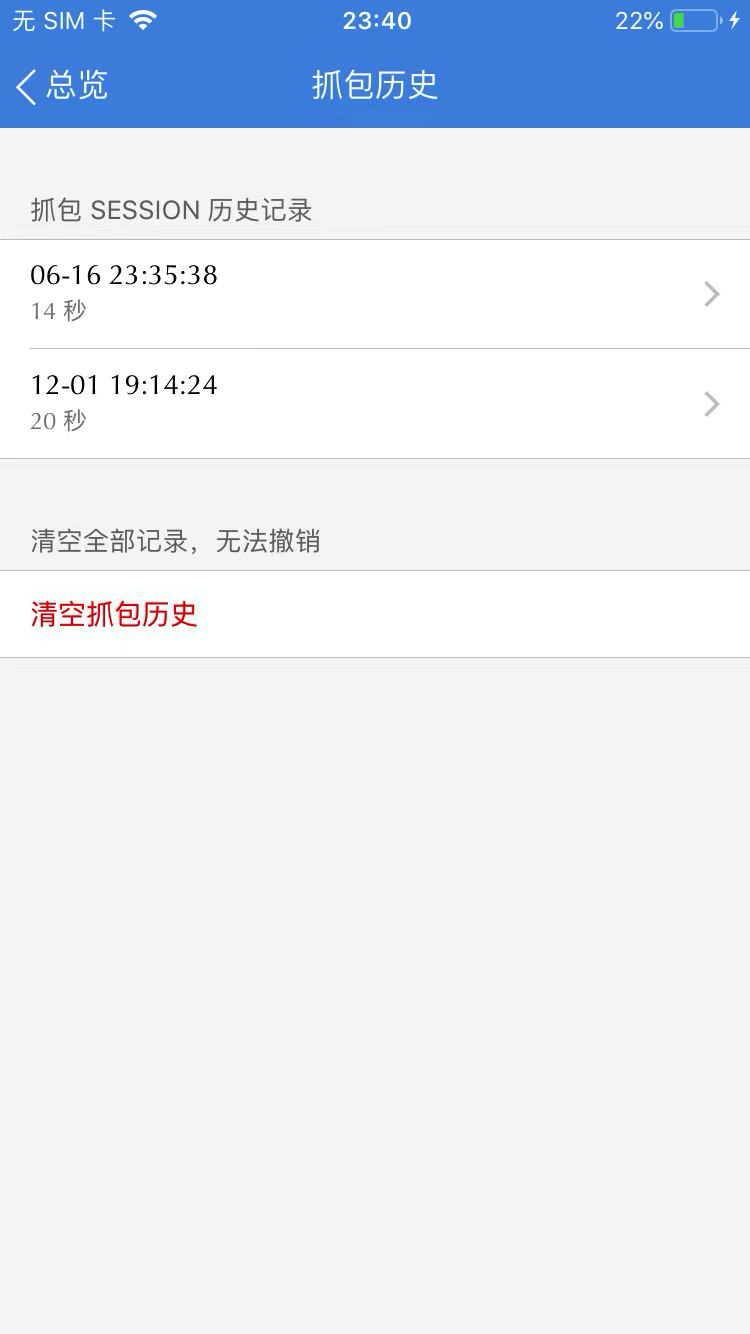 无 SIM 卡 23:40 22%
总览 抓包历史
抓包 SESSION 历史记录
06-16 23:35:38
14 秒
12-01 19:14:24
20 秒
清空全部记录，无法撤销
清空抓包历史